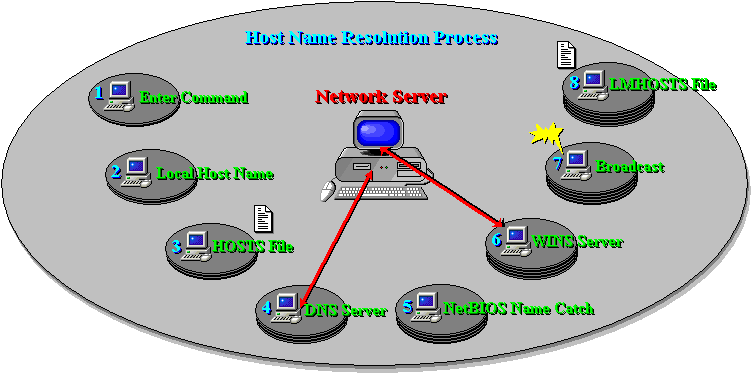 Host Name Resolution Process
Network Server
1 Enter Command
2 Local Host Name
3 HOSTS File
4 DNS Server
5 NetBIOS Name Catch
6 WINS Server
7 Broadcast
8 LMHOSTS File